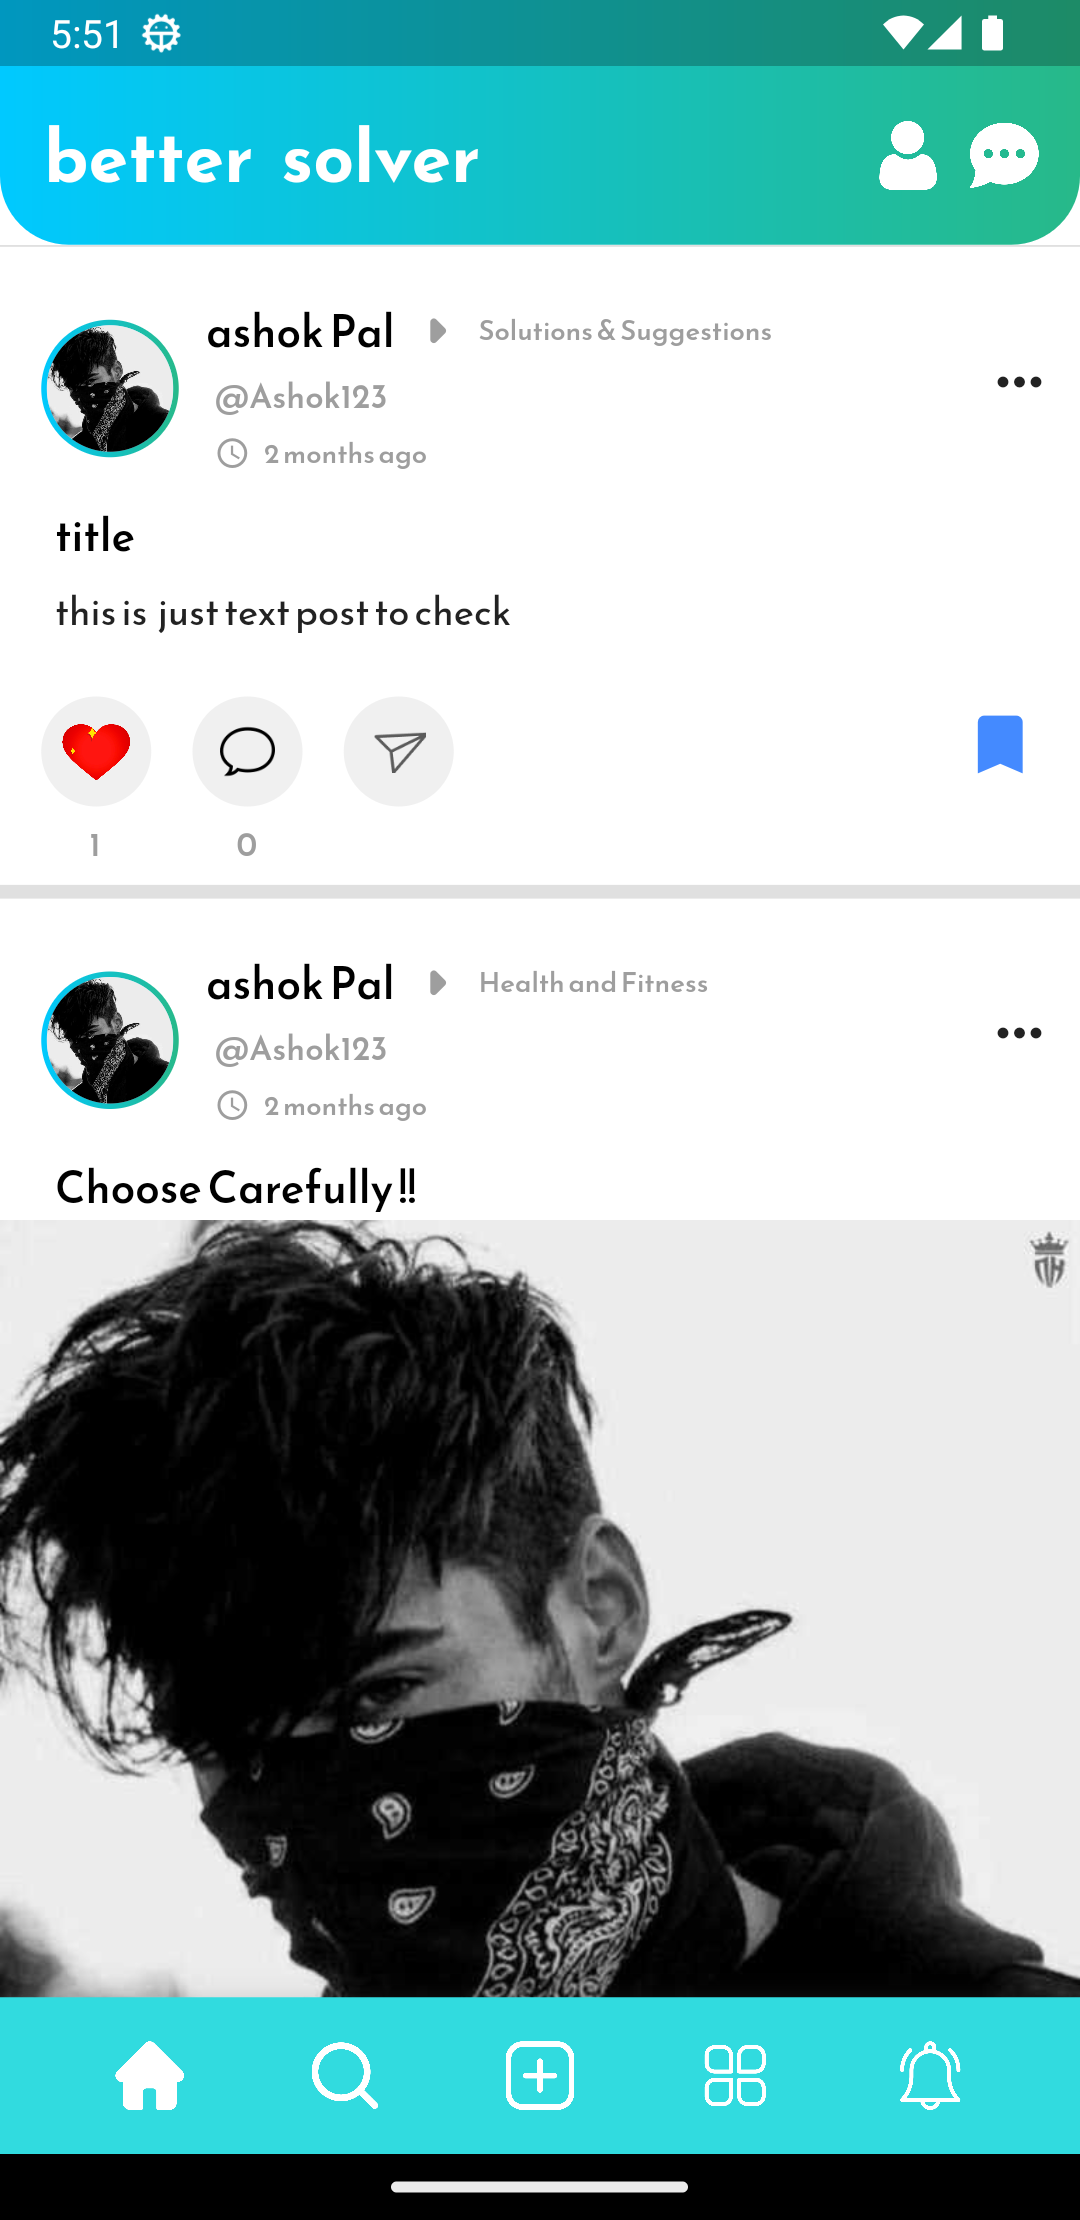 5:51
better solver
ashok Pal Solutions & Suggestions
@Ashok123
2 months ago
title
this is just text post to check
1 0
ashok Pal Health and Fitness
@Ashok123
2 months ago
Choose Carefully !!